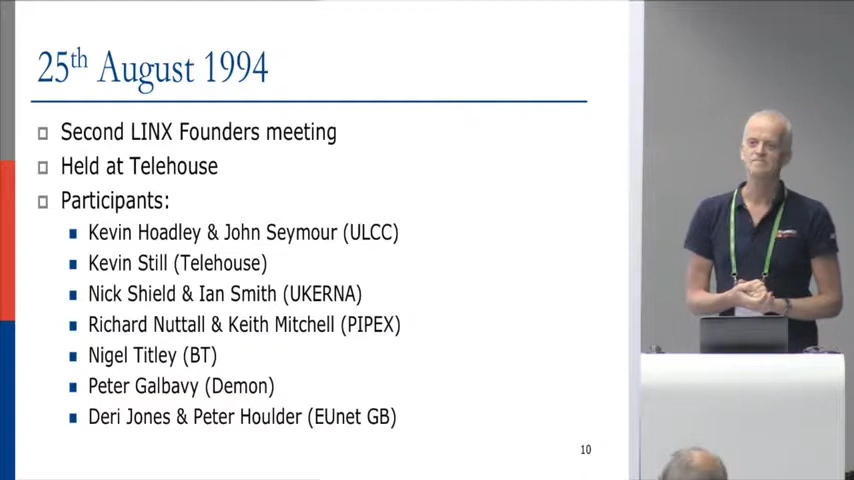 25th August 1994
Second LINX Founders meeting
Held at Telehouse
Participants:
Kevin Hoadley & John Seymour (ULCC)
Kevin Still (Telehouse)
Nick Shield & Ian Smith (UKERNA)
Richard Nuttall & Keith Mitchell (PIPEX)
Nigel Titley (BT)
Peter Galbavy (Demon)
Deri Jones & Peter Houlder (EUnet GB)
10